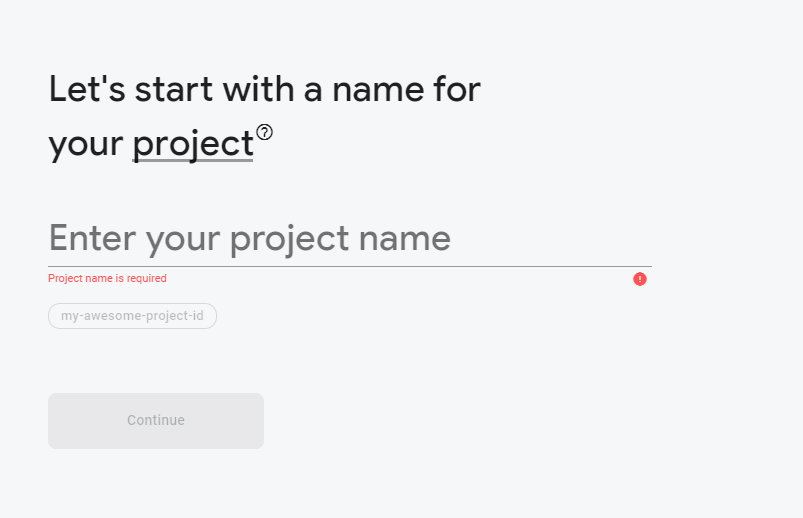 Let's start with a name for
your project
Enter your project name
Project name is required
my-awesome-project-id
Continue